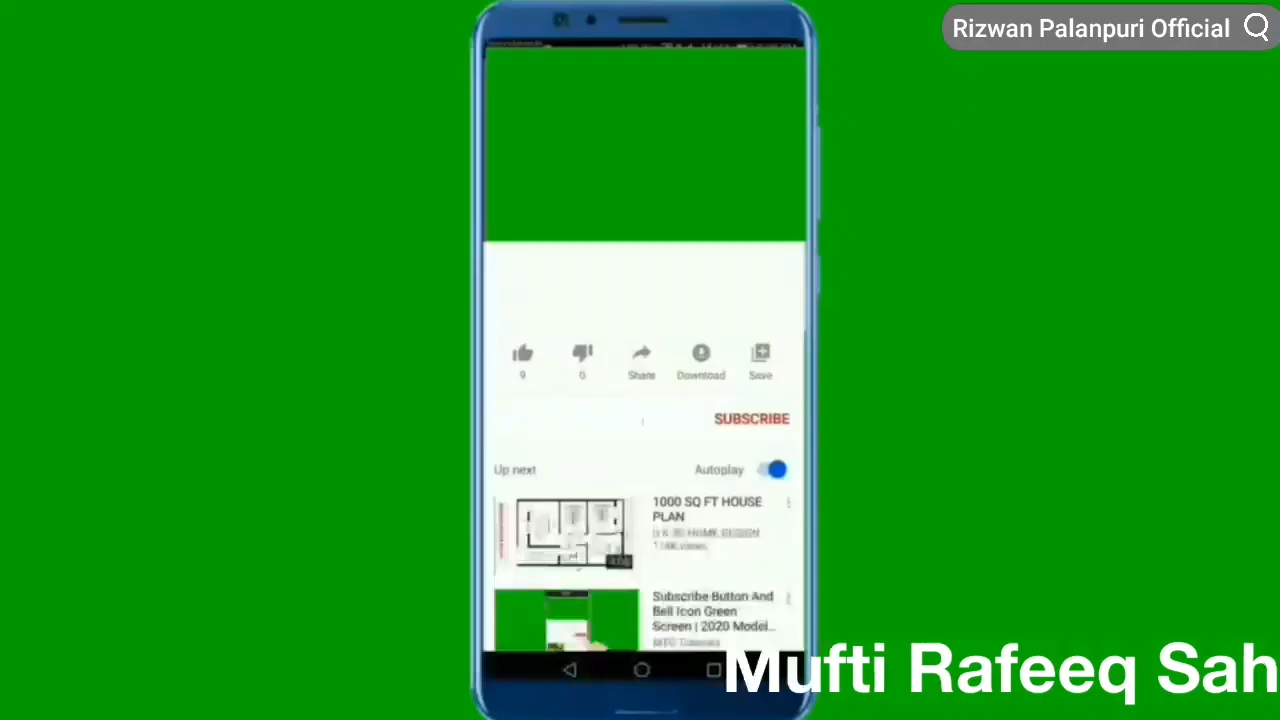 Rizwan Palanpuri Official
9
0
Share
Download
Save
SUBSCRIBE
Up next
Autoplay
1000 SQ FT HOUSE
PLAN
Subscribe Button And
Bell Icon Green
Screen | 2020 Model...
Mufti Rafeeq Sah